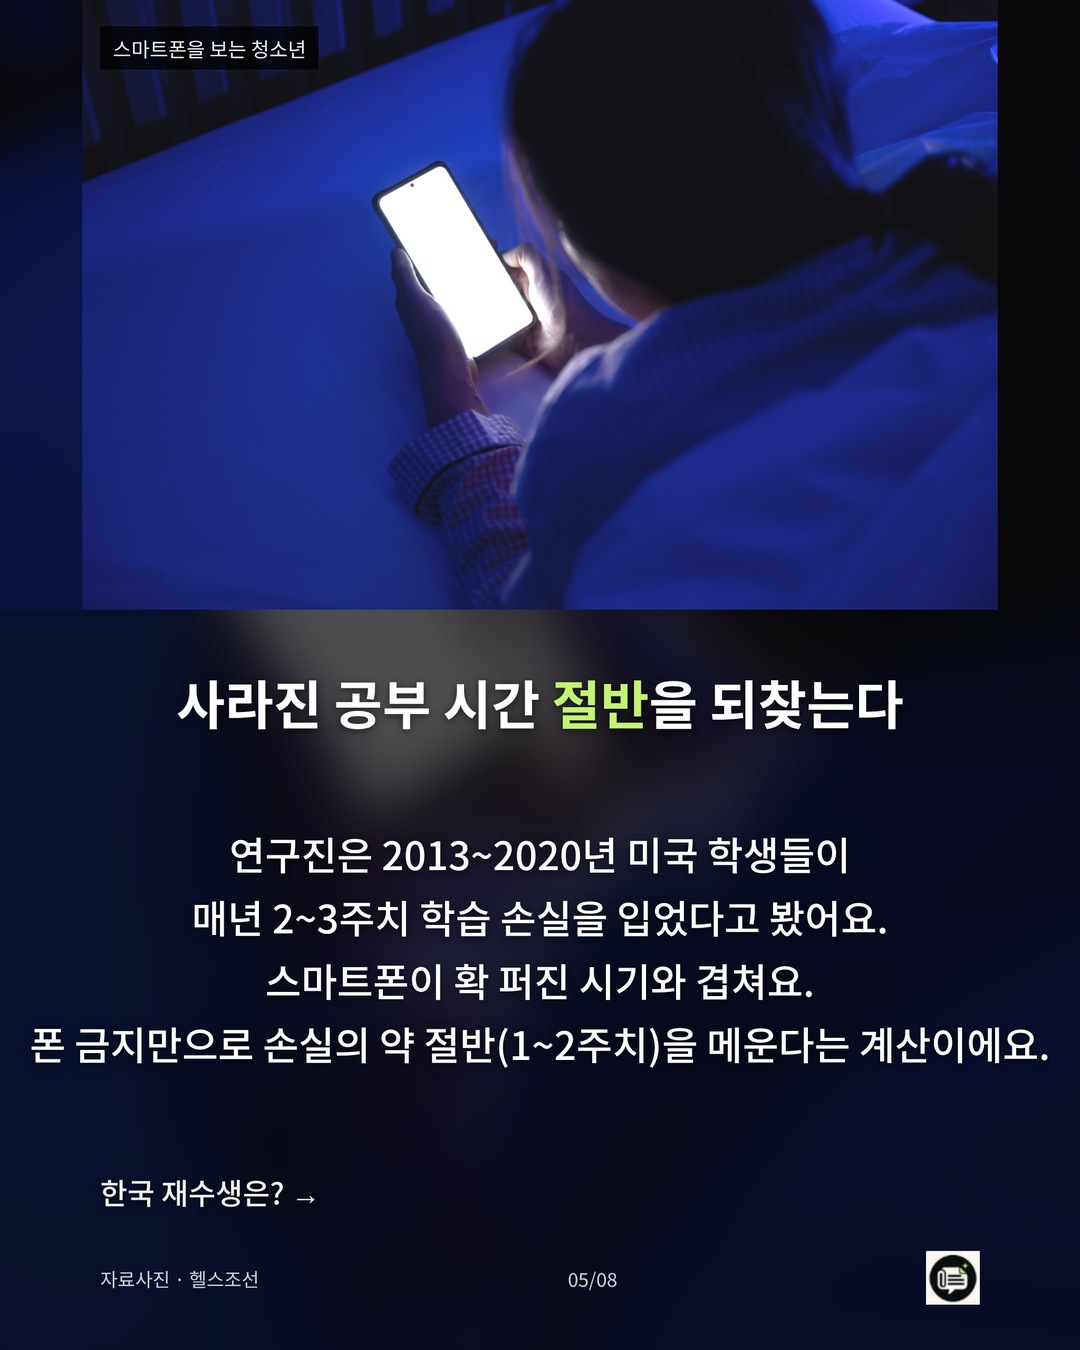 스마트폰을 보는 청소년
사라진 공부 시간 절반을 되찾는다
연구진은 2013~2020년 미국 학생들이
매년 2~3주치 학습 손실을 입었다고 봤어요.
스마트폰이 확 퍼진 시기와 겹쳐요.
폰 금지만으로 손실의 약 절반(1~2주치)을 메운다는 계산이에요.
한국 재수생은? →
자료사진 · 헬스조선
05/08